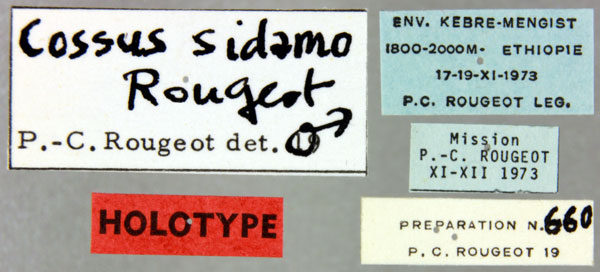 Cossus sidamo
Rougeot
P.-C. Rougeot det. 19 ♂
HOLOTYPE
ENV. KEBRE-MENGIST
1800-2000M- ETHIOPIE
17-19-XI-1973
P.C. ROUGEOT LEG.
Mission
P.-C. ROUGEOT
XI-XII 1973
PREPARATION N. 660
P.C. ROUGEOT 19